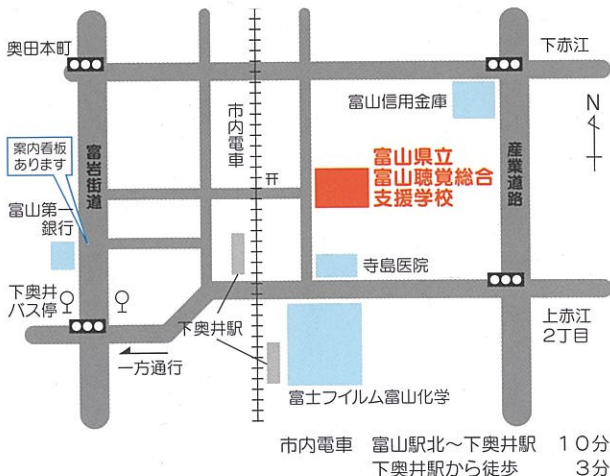 奥田本町
下赤江
富山信用金庫
N
市内電車
案内看板
あります
富岩街道
富山県立
富山聴覚総合
支援学校
産業道路
富山第一
銀行
寺島医院
下奥井
バス停
下奥井駅
上赤江
2丁目
一方通行
富士フイルム富山化学
市内電車 富山駅北～下奥井駅 10分
下奥井駅から徒歩 3分